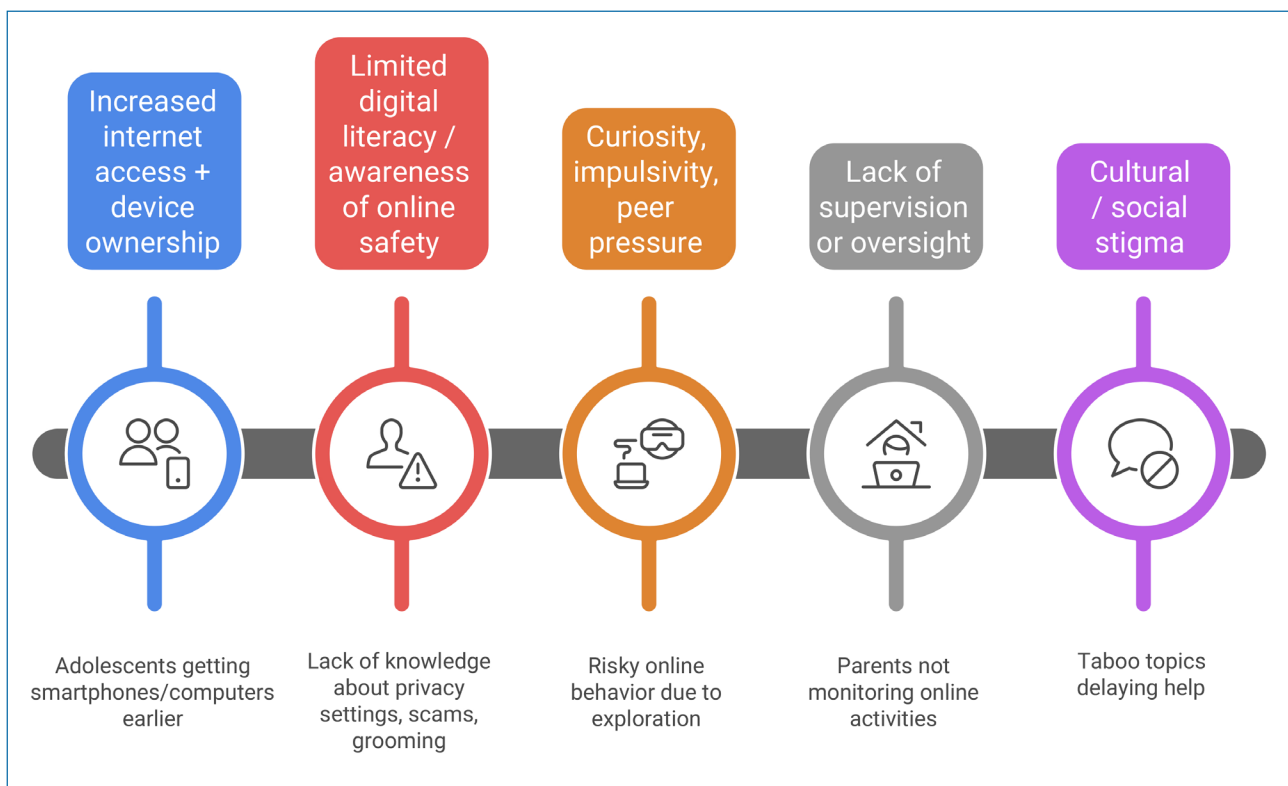 Increased
internet
access +
device
ownership
Limited
digital
literacy /
awareness
of online
safety
Curiosity,
impulsivity,
peer
pressure
Lack of
supervision
or oversight
Cultural
/ social
stigma
Adolescents getting
smartphones/computers
earlier
Lack of knowledge
about privacy
settings, scams,
grooming
Risky online
behavior due to
exploration
Parents not
monitoring online
activities
Taboo topics
delaying help